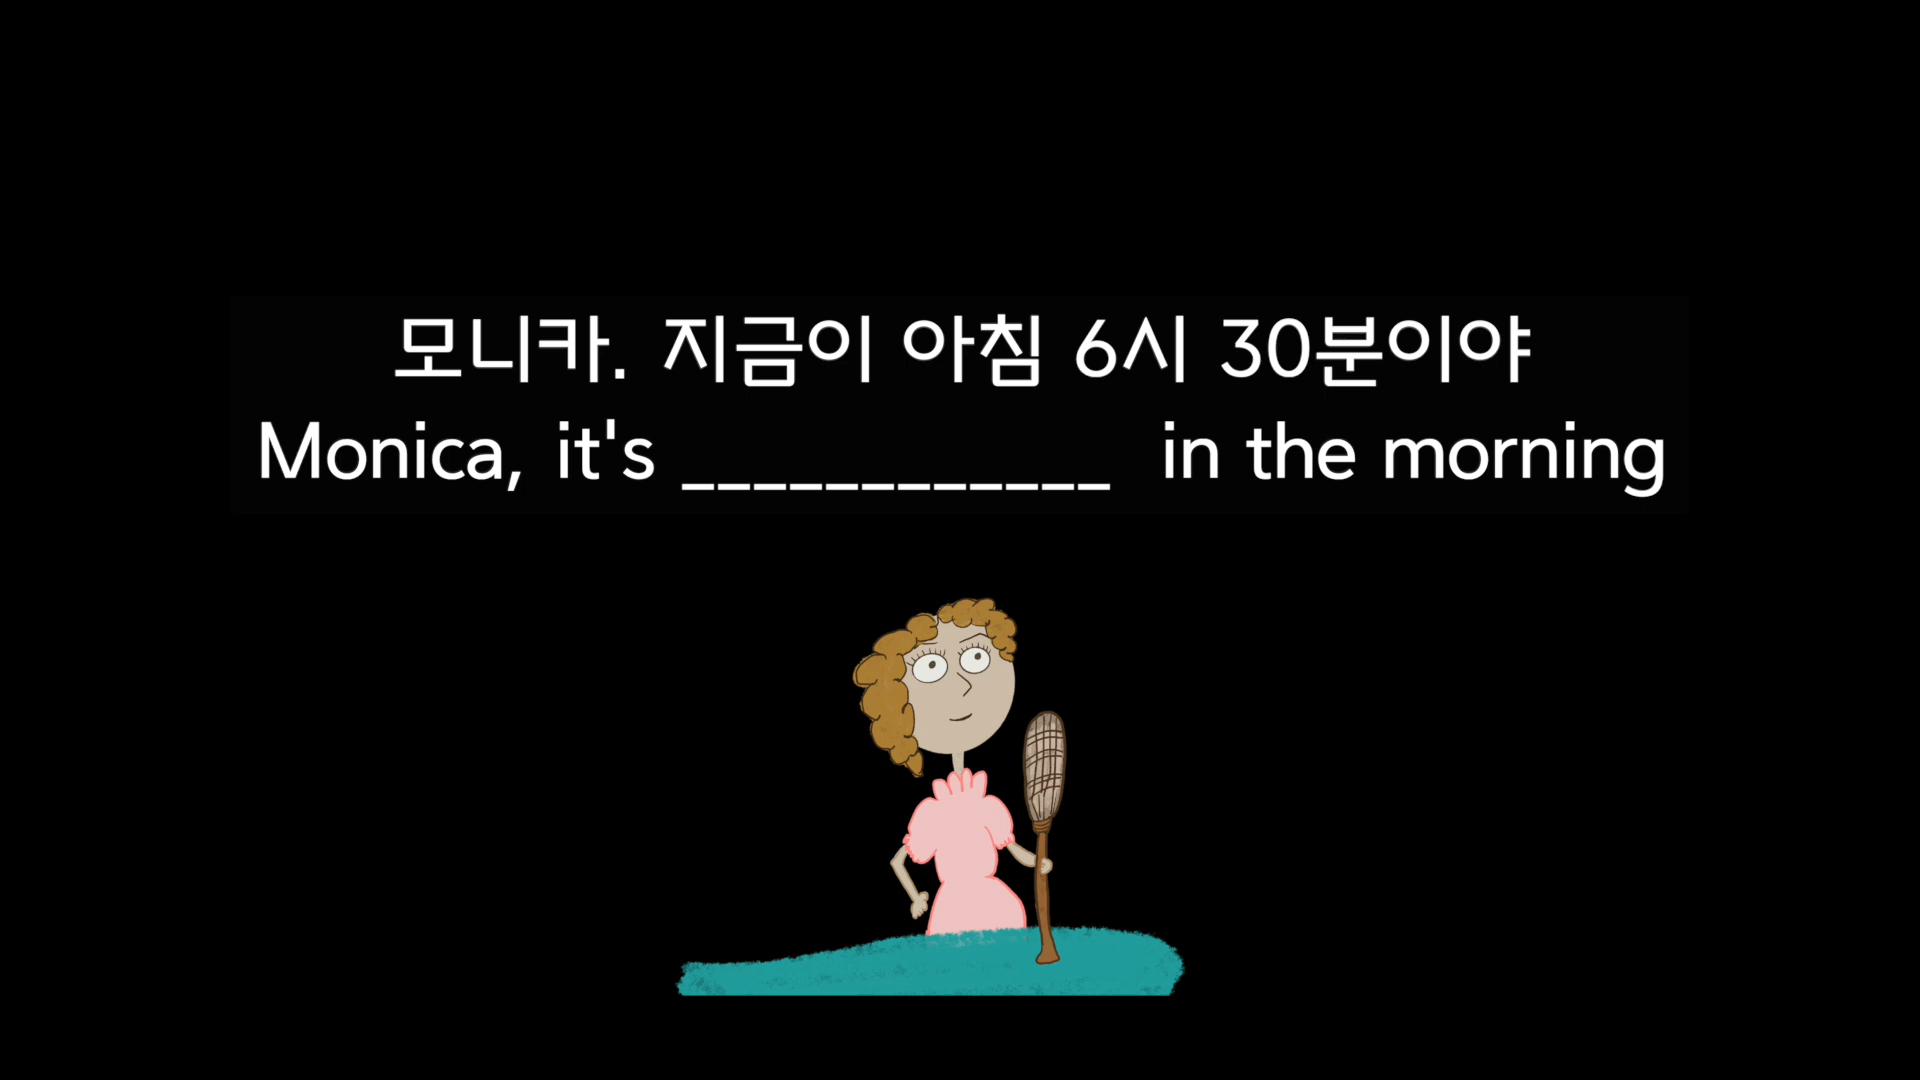 모니카. 지금이 아침 6시 30분이야
Monica, it's ____________ in the morning